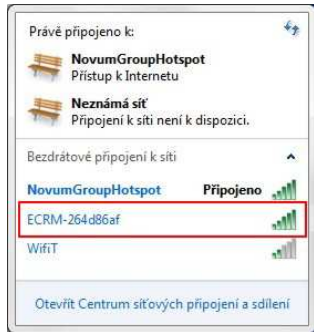 Právě připojeno k:
NovumGroupHotspot
Přístup k Internetu
Neznámá síť
Připojení k síti není k dispozici.
Bezdrátové připojení k síti
NovumGroupHotspot Připojeno
ECRM-264d86af
WifiT
Otevřít Centrum síťových připojení a sdílení